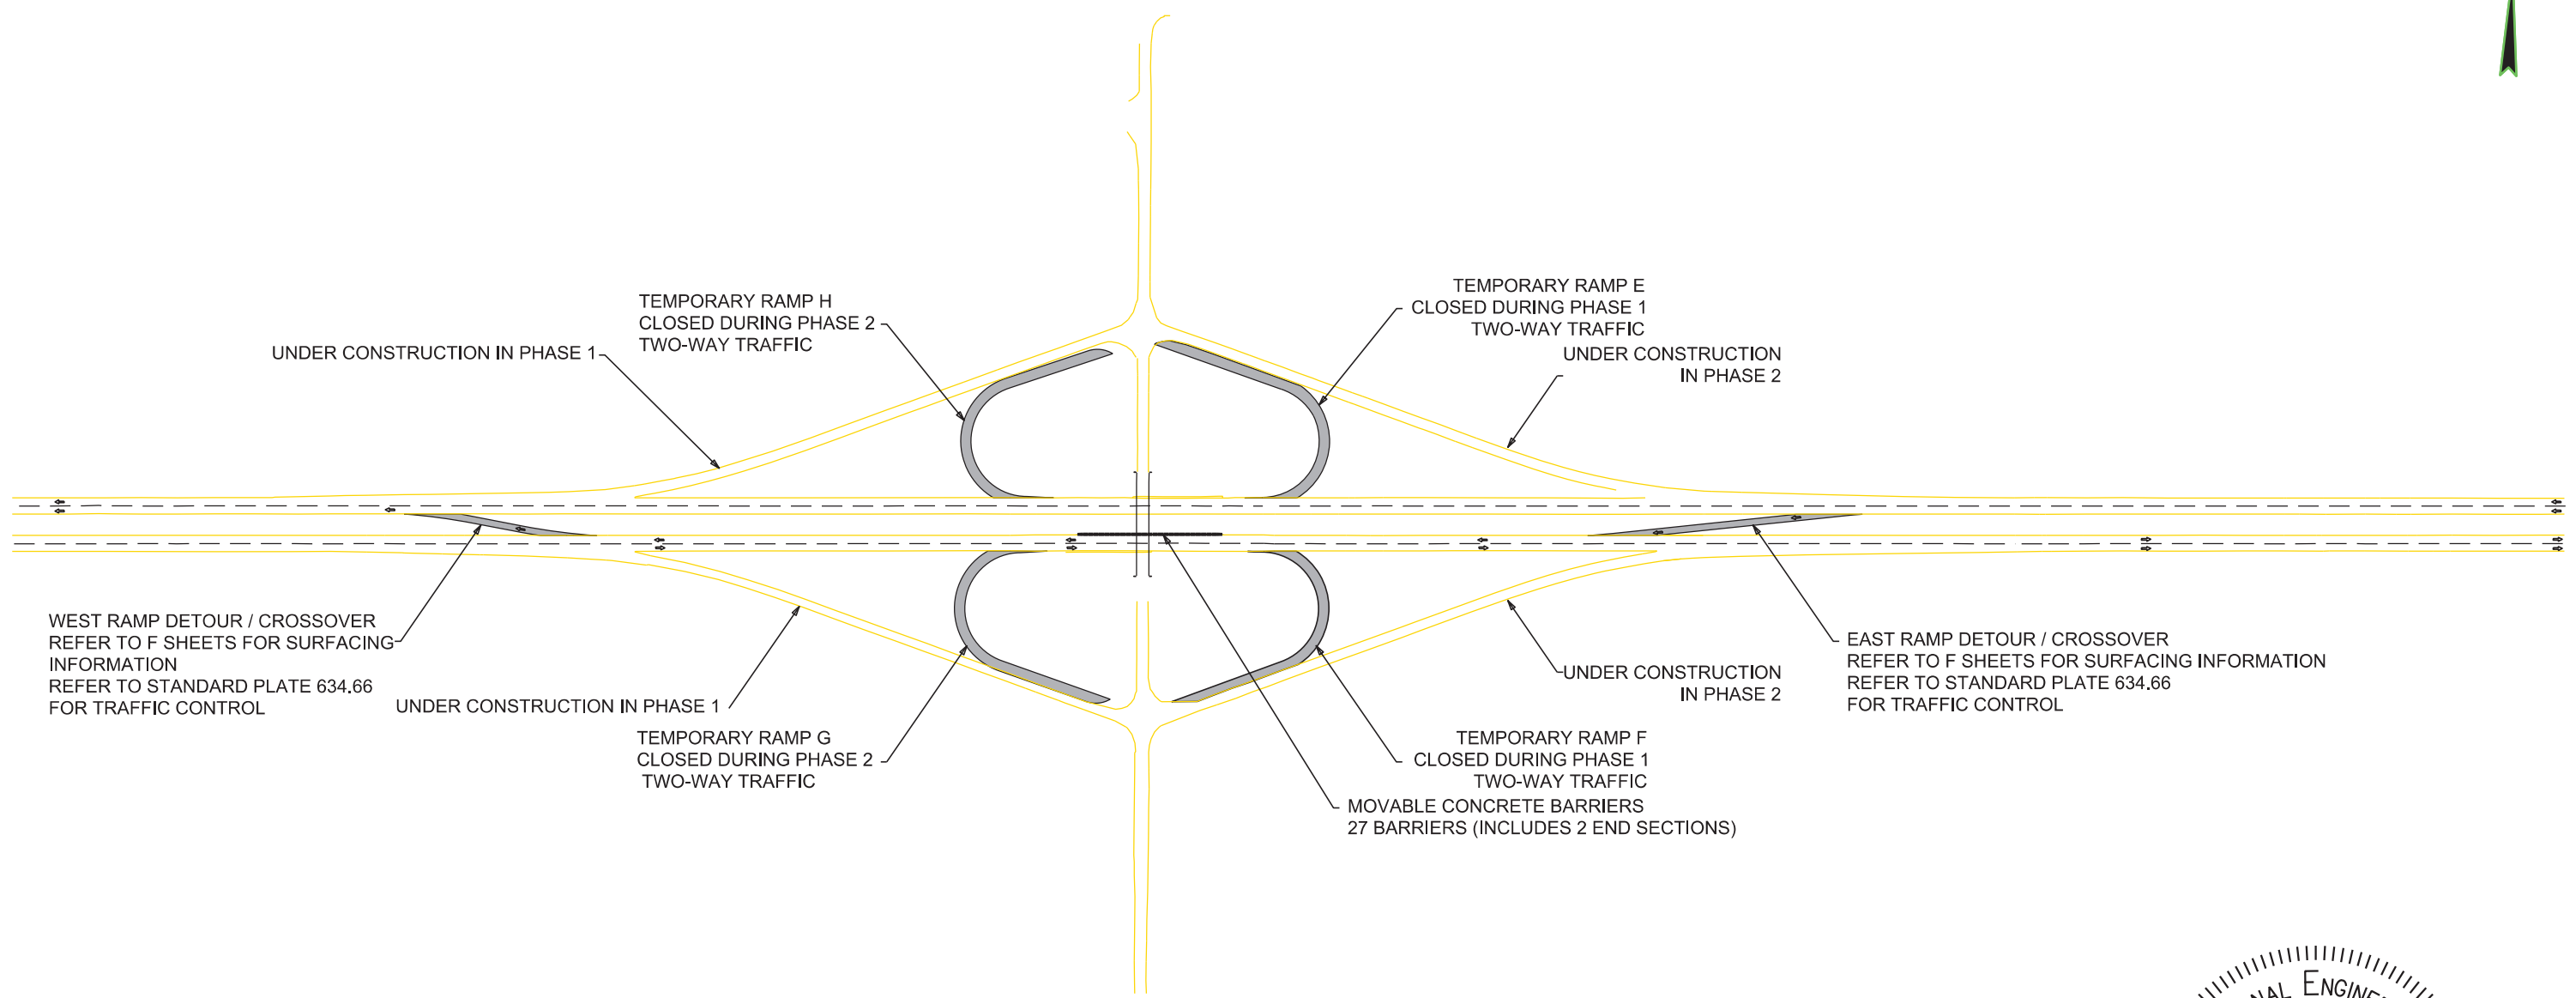 TEMPORARY RAMP H
CLOSED DURING PHASE 2
TWO-WAY TRAFFIC
TEMPORARY RAMP E
CLOSED DURING PHASE 1
TWO-WAY TRAFFIC
UNDER CONSTRUCTION IN PHASE 1
UNDER CONSTRUCTION
IN PHASE 2
WEST RAMP DETOUR / CROSSOVER
REFER TO F SHEETS FOR SURFACING
INFORMATION
REFER TO STANDARD PLATE 634.66
FOR TRAFFIC CONTROL
UNDER CONSTRUCTION IN PHASE 1
TEMPORARY RAMP G
CLOSED DURING PHASE 2
TWO-WAY TRAFFIC
UNDER CONSTRUCTION
IN PHASE 2
EAST RAMP DETOUR / CROSSOVER
REFER TO F SHEETS FOR SURFACING INFORMATION
REFER TO STANDARD PLATE 634.66
FOR TRAFFIC CONTROL
TEMPORARY RAMP F
CLOSED DURING PHASE 1
TWO-WAY TRAFFIC
MOVABLE CONCRETE BARRIERS
27 BARRIERS (INCLUDES 2 END SECTIONS)